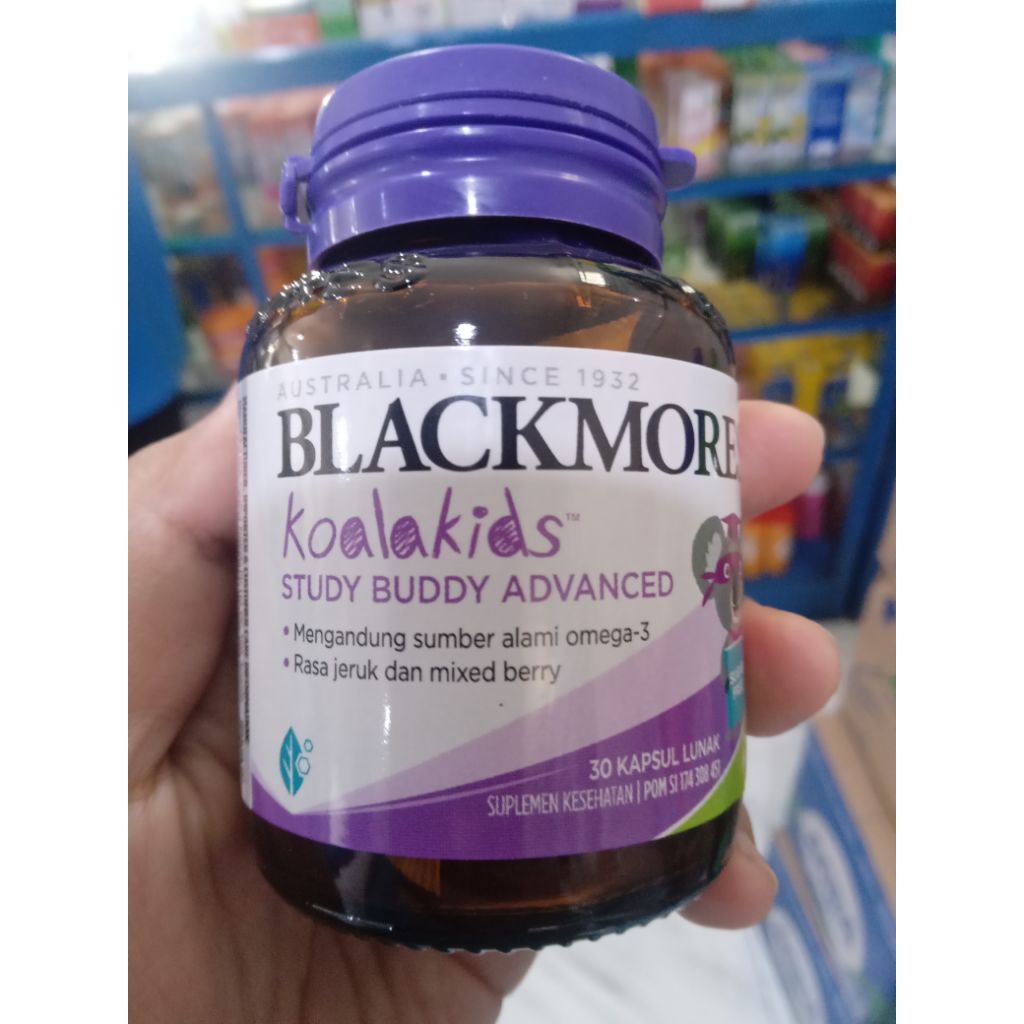 AUSTRALIA • SINCE 1932
BLACKMORE
koalakids™
STUDY BUDDY ADVANCED
• Mengandung sumber alami omega-3
• Rasa jeruk dan mixed berry
30 KAPSUL LUNAK
SUPLEMEN KESEHATAN | POM SI 174 308 451